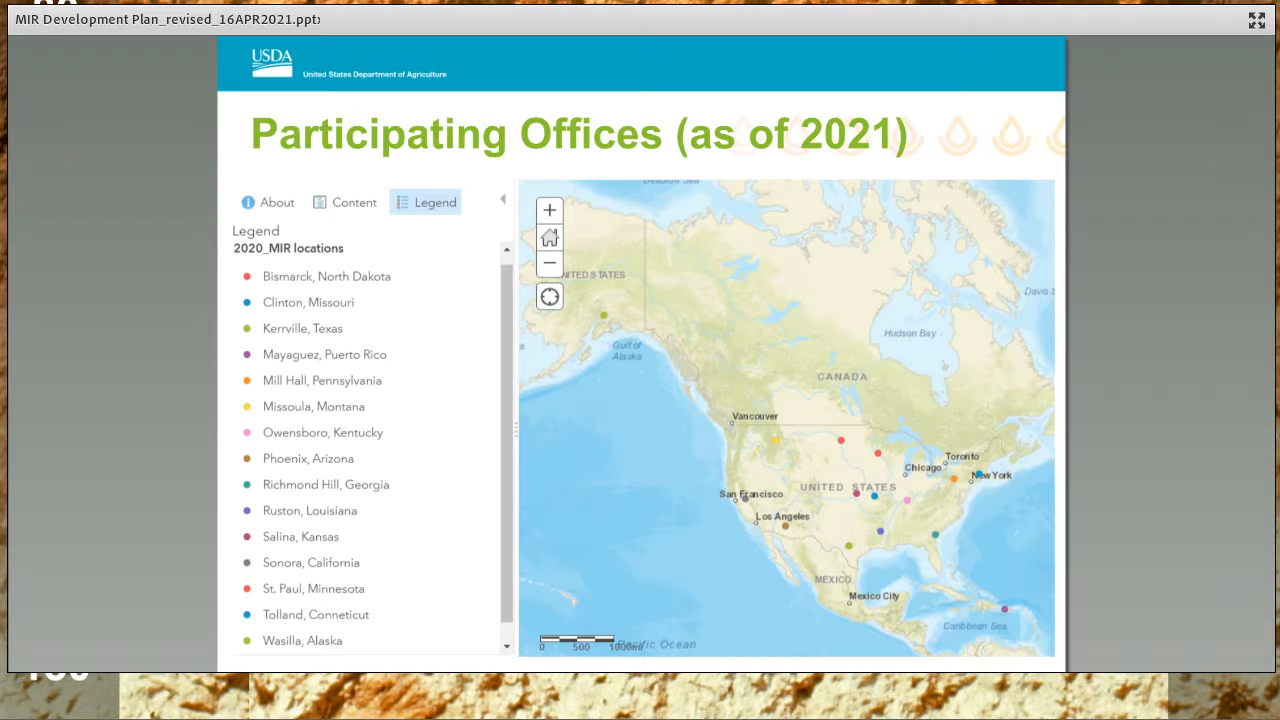 MIR Development Plan_revised_16APR2021.pptx
USDA
United States Department of Agriculture
Participating Offices (as of 2021)
About Content Legend
Legend
2020_MIR locations
Bismarck, North Dakota
Clinton, Missouri
Kerrville, Texas
Mayaguez, Puerto Rico
Mill Hall, Pennsylvania
Missoula, Montana
Owensboro, Kentucky
Phoenix, Arizona
Richmond Hill, Georgia
Ruston, Louisiana
Salina, Kansas
Sonora, California
St. Paul, Minnesota
Tolland, Conneticut
Wasilla, Alaska
Beaufort Sea
UNITED STATES
Davis S
Hudson Bay
Gulf of
Alaska
CANADA
Vancouver
Toronto
Chicago
New York
UNITED STATES
San Francisco
Los Angeles
MEXICO
Mexico City
Caribbean Sea
Pacific Ocean
0 500 1000mi